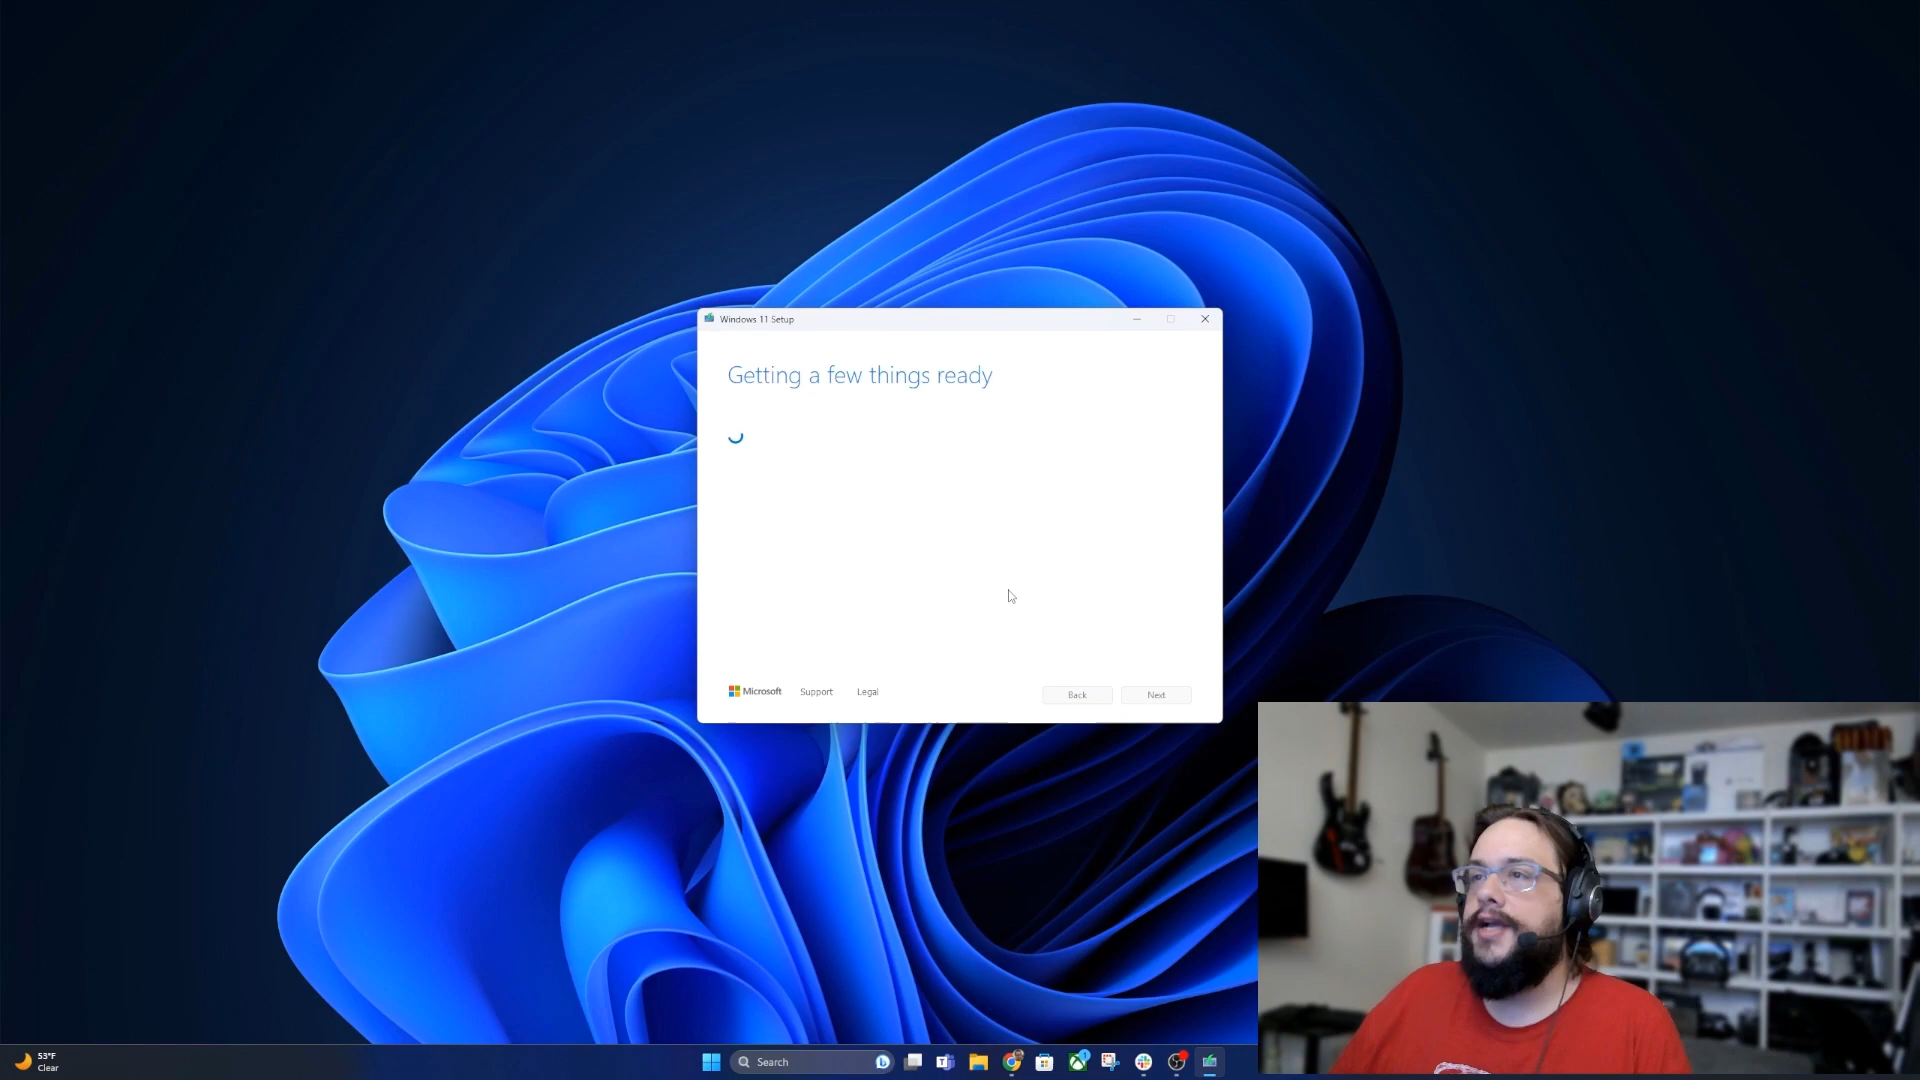 Windows 11 Setup
Getting a few things ready
Microsoft Support Legal
Back Next
53°F
Clear
Search